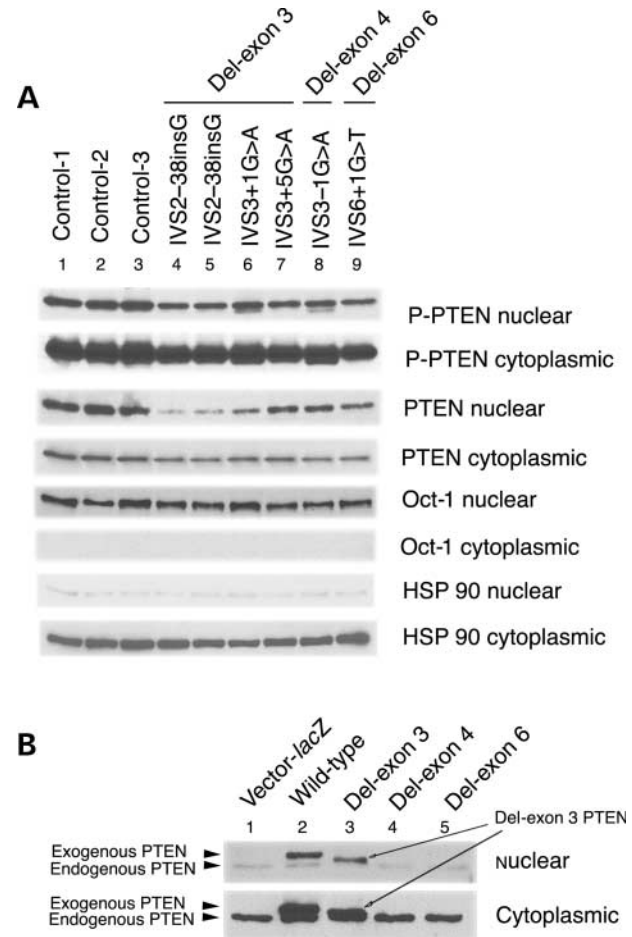 A
Del-exon 3
Del-exon 4
Del-exon 6
Control-1
Control-2
Control-3
IVS2–38insG
IVS2–38insG
IVS3+1G>A
IVS3+5G>A
IVS3–1G>A
IVS6+1G>T
1 2 3 4 5 6 7 8 9
P-PTEN nuclear
P-PTEN cytoplasmic
PTEN nuclear
PTEN cytoplasmic
Oct-1 nuclear
Oct-1 cytoplasmic
HSP 90 nuclear
HSP 90 cytoplasmic
B
Vector-lacZ
Wild-type
Del-exon 3
Del-exon 4
Del-exon 6
1 2 3 4 5
Del-exon 3 PTEN
Exogenous PTEN
Endogenous PTEN
Nuclear
Exogenous PTEN
Endogenous PTEN
Cytoplasmic